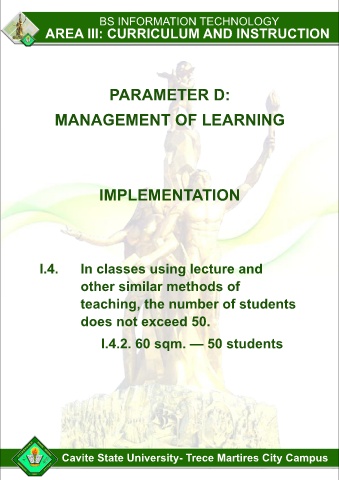 BS INFORMATION TECHNOLOGY
AREA III: CURRICULUM AND INSTRUCTION
PARAMETER D:
MANAGEMENT OF LEARNING
IMPLEMENTATION
I.4. In classes using lecture and
other similar methods of
teaching, the number of students
does not exceed 50.
I.4.2. 60 sqm. — 50 students
Cavite State University- Trece Martires City Campus